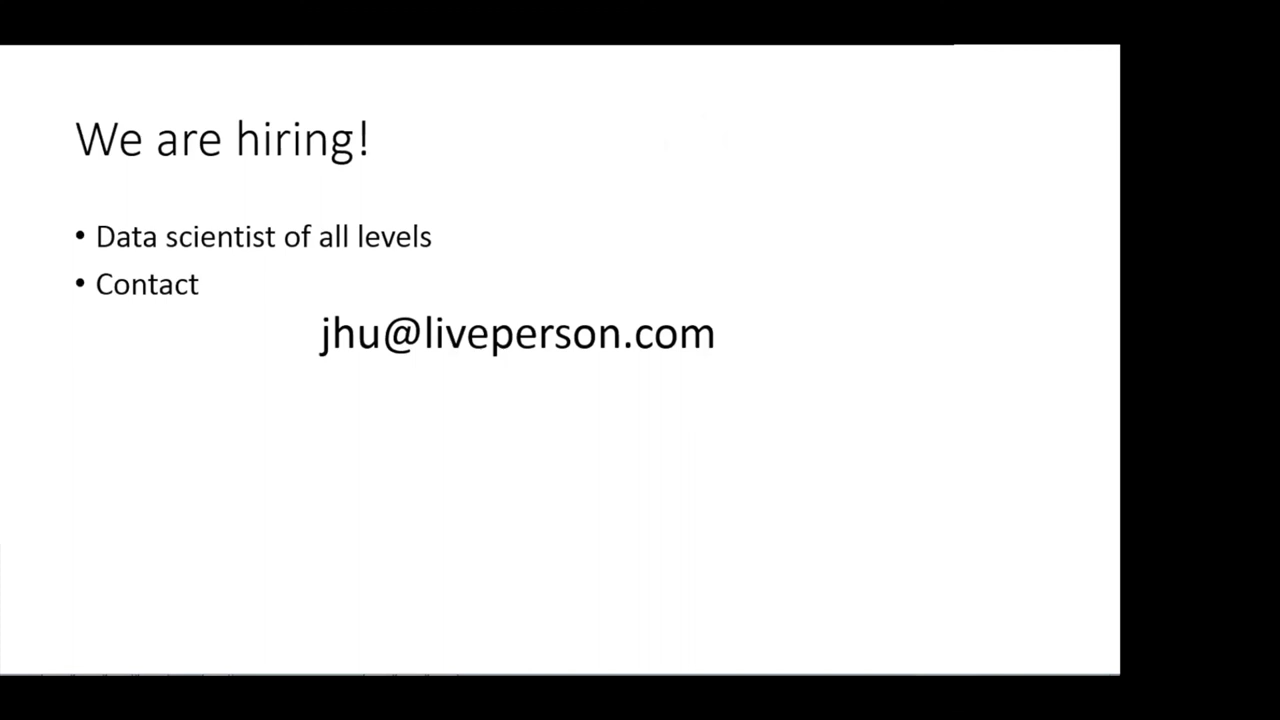 We are hiring!
• Data scientist of all levels
• Contact
jhu@liveperson.com